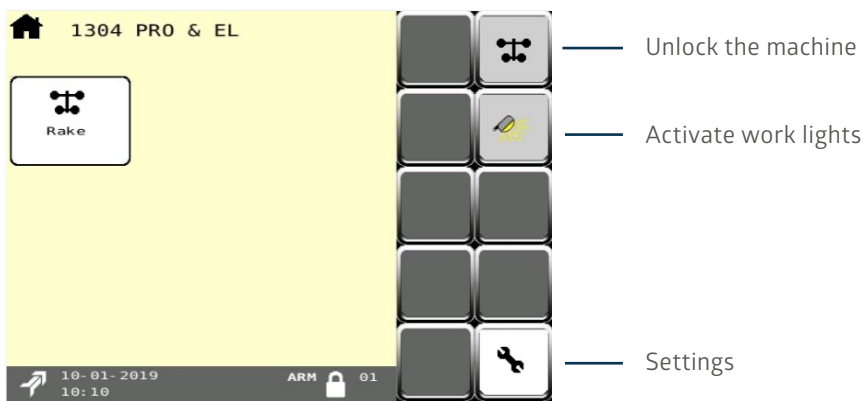 1304 PRO & EL
Unlock the machine
Rake
Activate work lights
Settings
10-01-2019
ARM 01
10:10